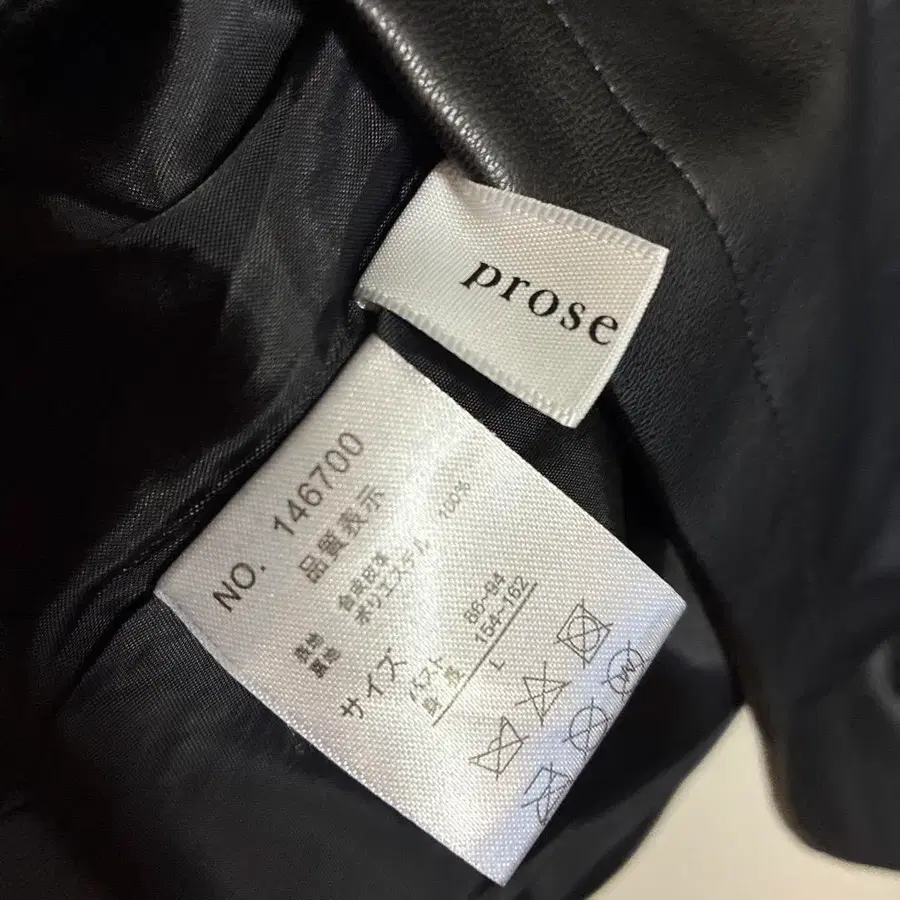 prose
NO. 146700
品質表示
表地 合成皮革
裏地 ポリエステル 100%
サイズ
バスト 86~94
身 長 154~162
L
W